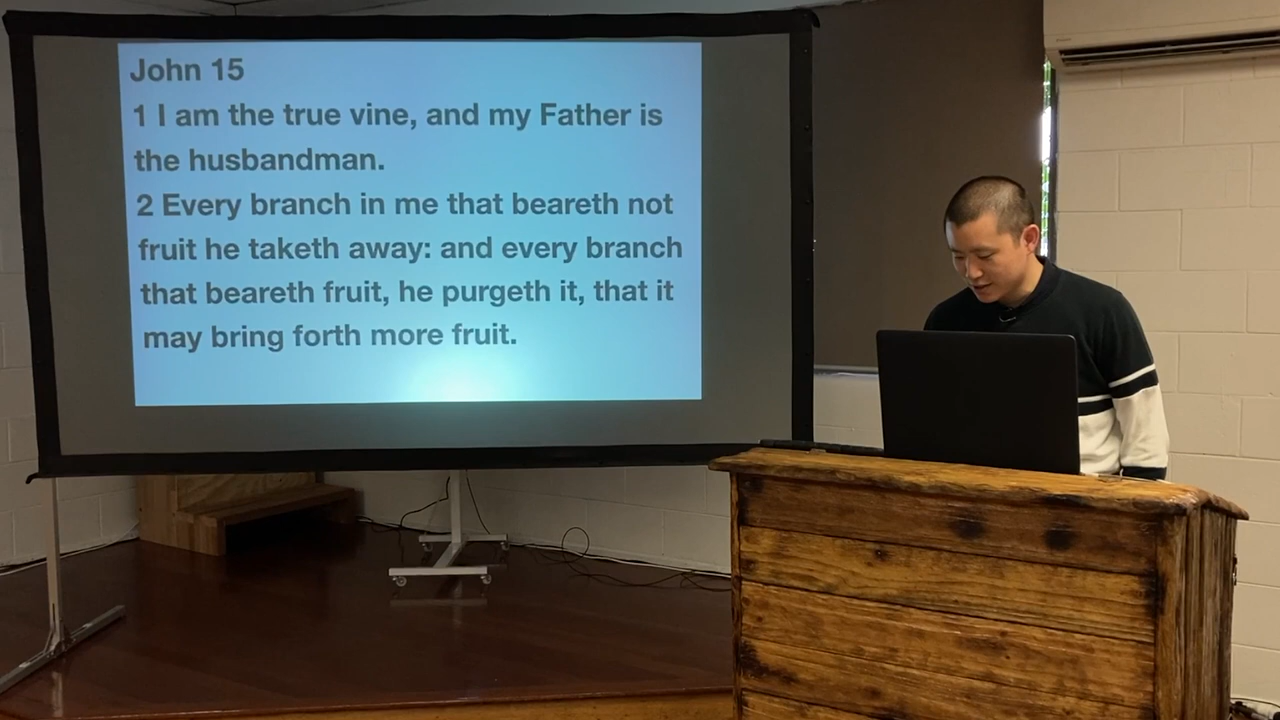 John 15
1 I am the true vine, and my Father is
the husbandman.
2 Every branch in me that beareth not
fruit he taketh away: and every branch
that beareth fruit, he purgeth it, that it
may bring forth more fruit.